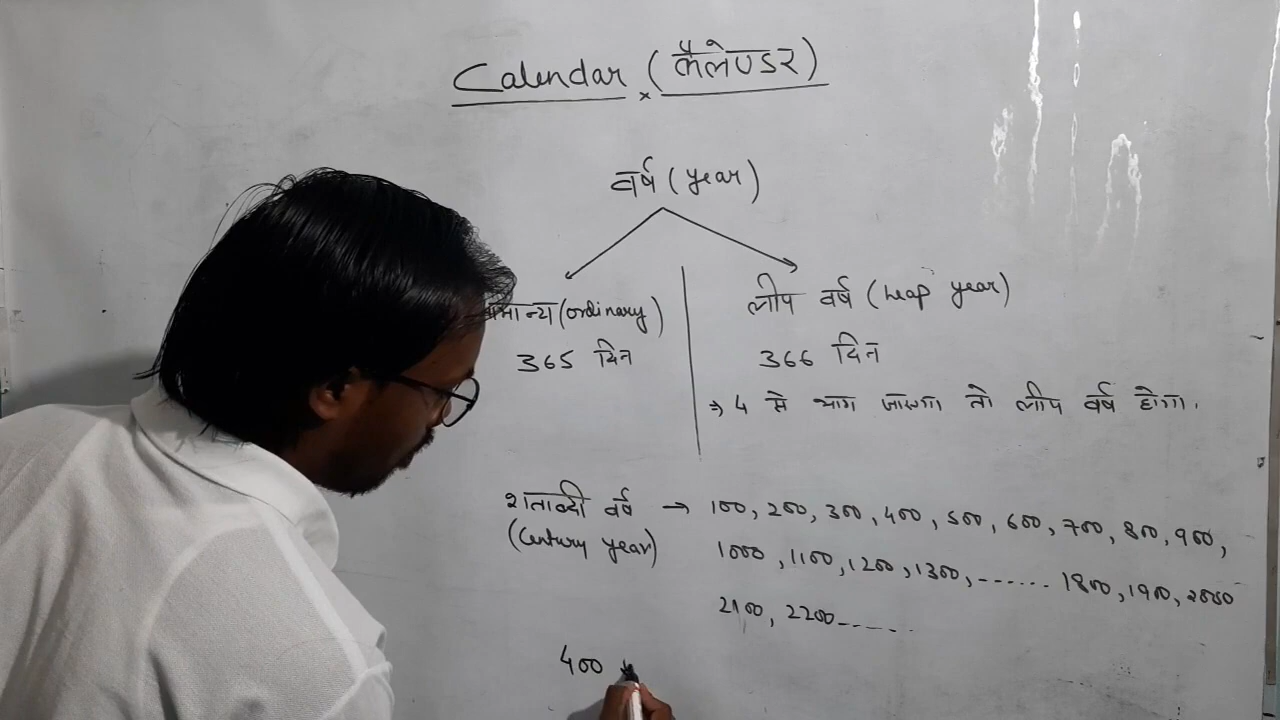 Calendar (कैलेण्डर)
वर्ष (year)
मान्य (ordinary)
365 दिन
लीप वर्ष (Leap year)
366 दिन
→ 4 से भाग जाएगा तो लीप वर्ष होगा.
शताब्दी वर्ष → 100, 200, 300, 400, 500, 600, 700, 800, 900,
(Century year) 1000, 1100, 1200, 1300, ------ 1800, 1900, 2000
2100, 2200------
400